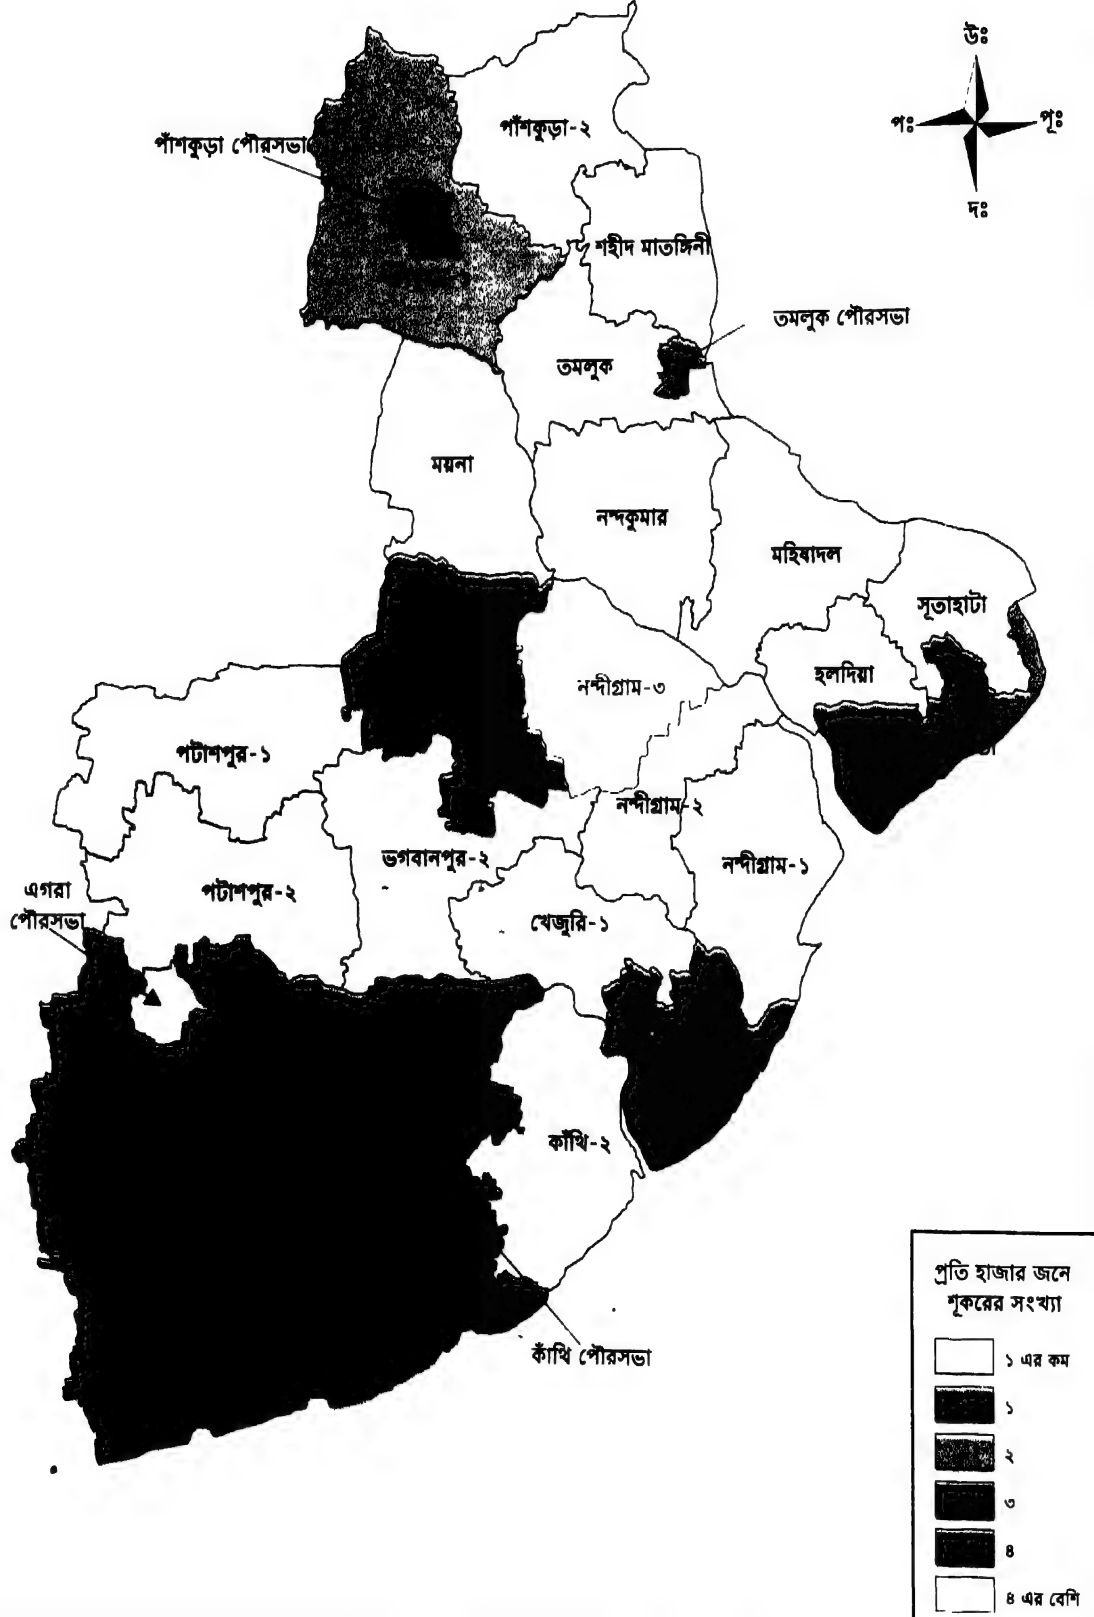 উঃ
পঃ
পূঃ
দঃ
পাঁশকুড়া-২
পাঁশকুড়া পৌরসভা
শহীদ মাতঙ্গিনী
তমলুক পৌরসভা
তমলুক
ময়না
নন্দকুমার
মহিষাদল
সূতাহাটা
হলদিয়া
নন্দীগ্রাম-৩
পটাশপুর-১
নন্দীগ্রাম-২
ভগবানপুর-২
নন্দীগ্রাম-১
পটাশপুর-২
এগরা
পৌরসভা
খেজুরি-১
কাঁথি-২
কাঁথি পৌরসভা
প্রতি হাজার জনে
শূকরের সংখ্যা
১ এর কম
১
২
৩
৪
৪ এর বেশি